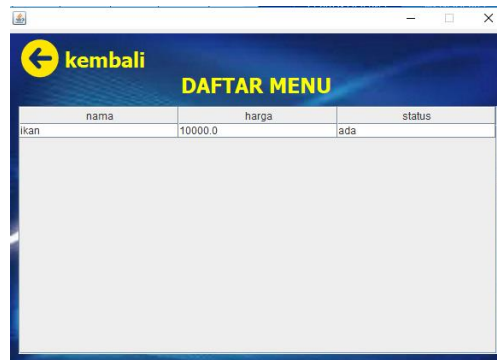 kembali
DAFTAR MENU
nama harga status
ikan 10000.0 ada